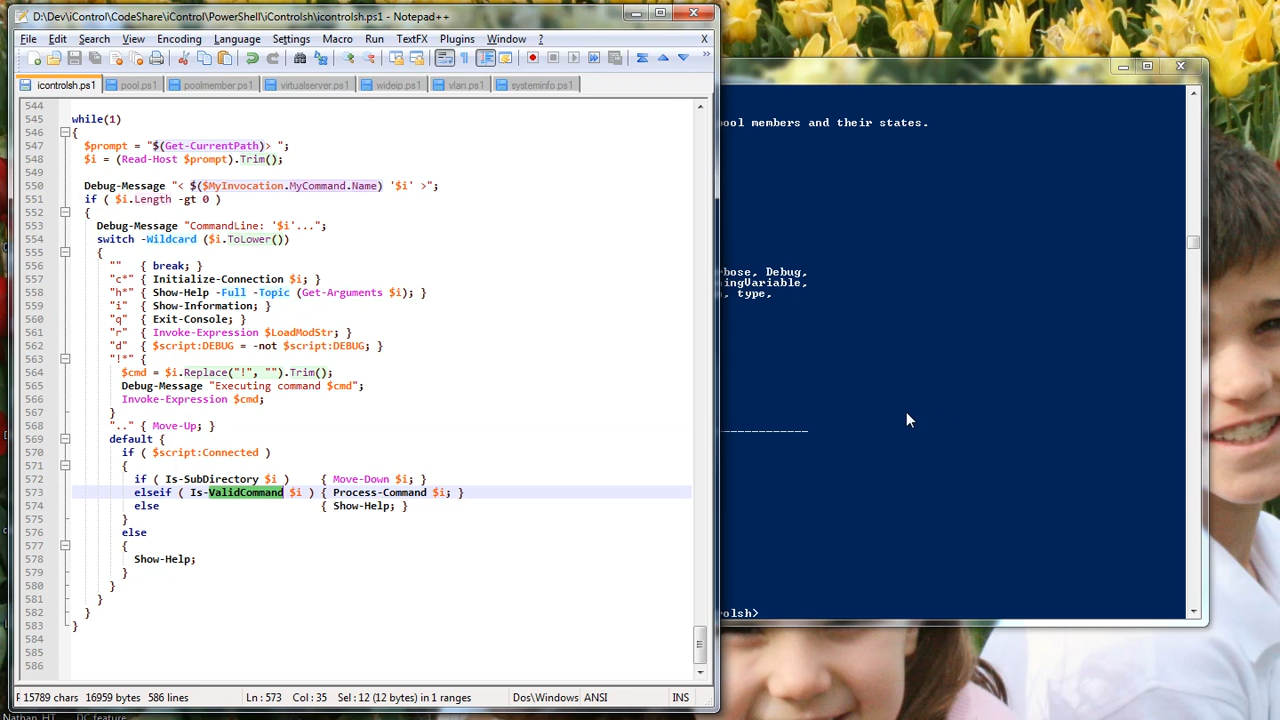 D:\Dev\iControl\CodeShare\iControl\PowerShell\iControlsh\icontrolsh.ps1 - Notepad++
File Edit Search View Encoding Language Settings Macro Run TextFX Plugins Window ? X
icontrolsh.ps1 pool.ps1 poolmember.ps1 virtualserver.ps1 wideip.ps1 vlan.ps1 systeminfo.ps1
544
545 while(1)
546 {
547 $prompt = "$(Get-CurrentPath)> ";
548 $i = (Read-Host $prompt).Trim();
549
550 Debug-Message "< $($MyInvocation.MyCommand.Name) '$i' >";
551 if ( $i.Length -gt 0 )
552 {
553 Debug-Message "CommandLine: '$i'...";
554 switch -Wildcard ($i.ToLower())
555 {
556 "" { break; }
557 "c*" { Initialize-Connection $i; }
558 "h*" { Show-Help -Full -Topic (Get-Arguments $i); }
559 "i" { Show-Information; }
560 "q" { Exit-Console; }
561 "r" { Invoke-Expression $LoadModStr; }
562 "d" { $script:DEBUG = -not $script:DEBUG; }
563 "!*" {
564 $cmd = $i.Replace("!", "").Trim();
565 Debug-Message "Executing command $cmd";
566 Invoke-Expression $cmd;
567 }
568 ".." { Move-Up; }
569 default {
570 if ( $script:Connected )
571 {
572 if ( Is-SubDirectory $i ) { Move-Down $i; }
573 elseif ( Is-ValidCommand $i ) { Process-Command $i; }
574 else { Show-Help; }
575 }
576 else
577 {
578 Show-Help;
579 }
580 }
581 }
582 }
583 }
584
585
586
15789 chars 16959 bytes 586 lines Ln : 573 Col : 35 Sel : 12 (12 bytes) in 1 ranges Dos\Windows ANSI INS
ool members and their states.
bose, Debug,
ingVariable,
, type,
-------------
olsh>